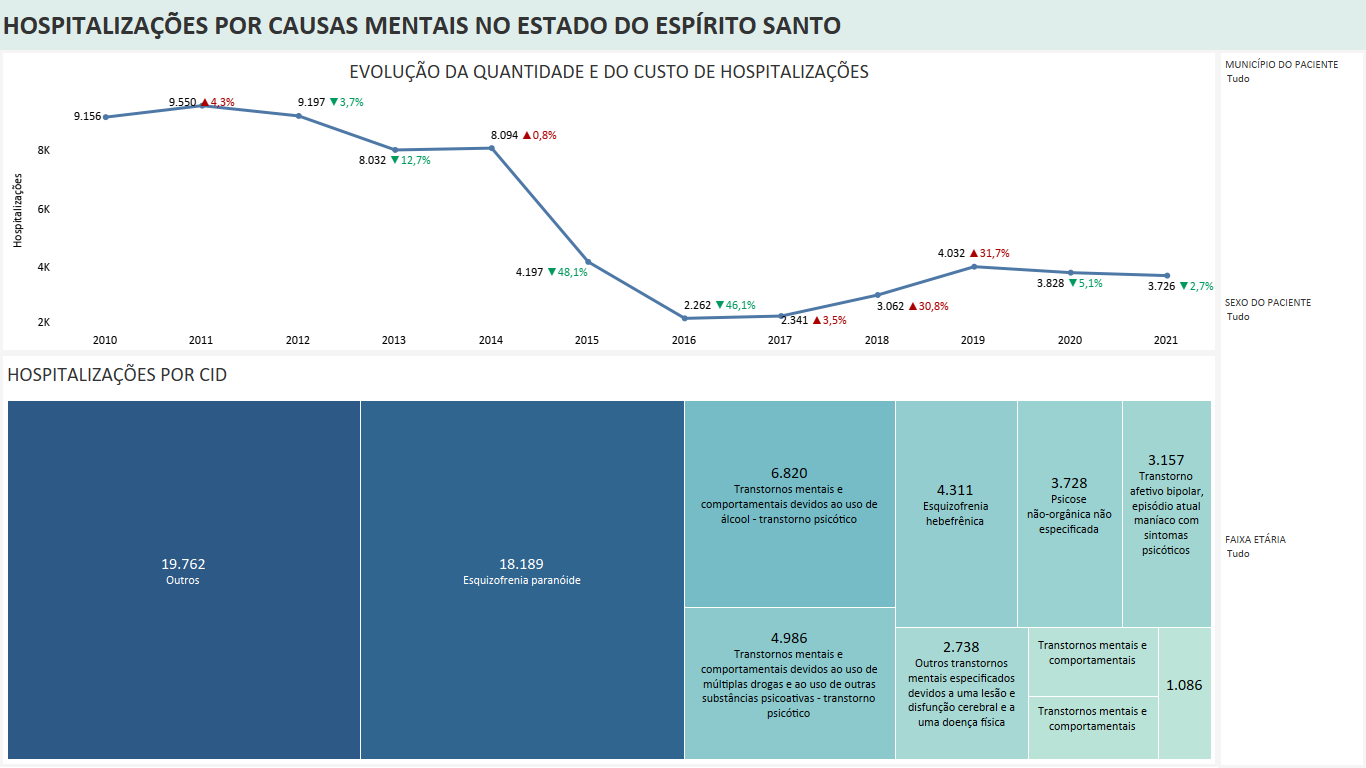 HOSPITALIZAÇÕES POR CAUSAS MENTAIS NO ESTADO DO ESPÍRITO SANTO
EVOLUÇÃO DA QUANTIDADE E DO CUSTO DE HOSPITALIZAÇÕES
Hospitalizações
8K
6K
4K
2K
9.156
9.550 ▲4,3%
9.197 ▼3,7%
8.032 ▼12,7%
8.094 ▲0,8%
4.197 ▼48,1%
2.262 ▼46,1%
2.341 ▲3,5%
3.062 ▲30,8%
4.032 ▲31,7%
3.828 ▼5,1%
3.726 ▼2,7%
2010 2011 2012 2013 2014 2015 2016 2017 2018 2019 2020 2021
MUNICÍPIO DO PACIENTE
Tudo
SEXO DO PACIENTE
Tudo
FAIXA ETÁRIA
Tudo
HOSPITALIZAÇÕES POR CID
19.762
Outros
18.189
Esquizofrenia paranóide
6.820
Transtornos mentais e
comportamentais devidos ao uso de
álcool - transtorno psicótico
4.986
Transtornos mentais e
comportamentais devidos ao uso de
múltiplas drogas e ao uso de outras
substâncias psicoativas - transtorno
psicótico
4.311
Esquizofrenia
hebefrênica
3.728
Psicose
não-orgânica não
especificada
3.157
Transtorno
afetivo bipolar,
episódio atual
maníaco com
sintomas
psicóticos
2.738
Outros transtornos
mentais especificados
devidos a uma lesão e
disfunção cerebral e a
uma doença física
Transtornos mentais e
comportamentais
Transtornos mentais e
comportamentais
1.086